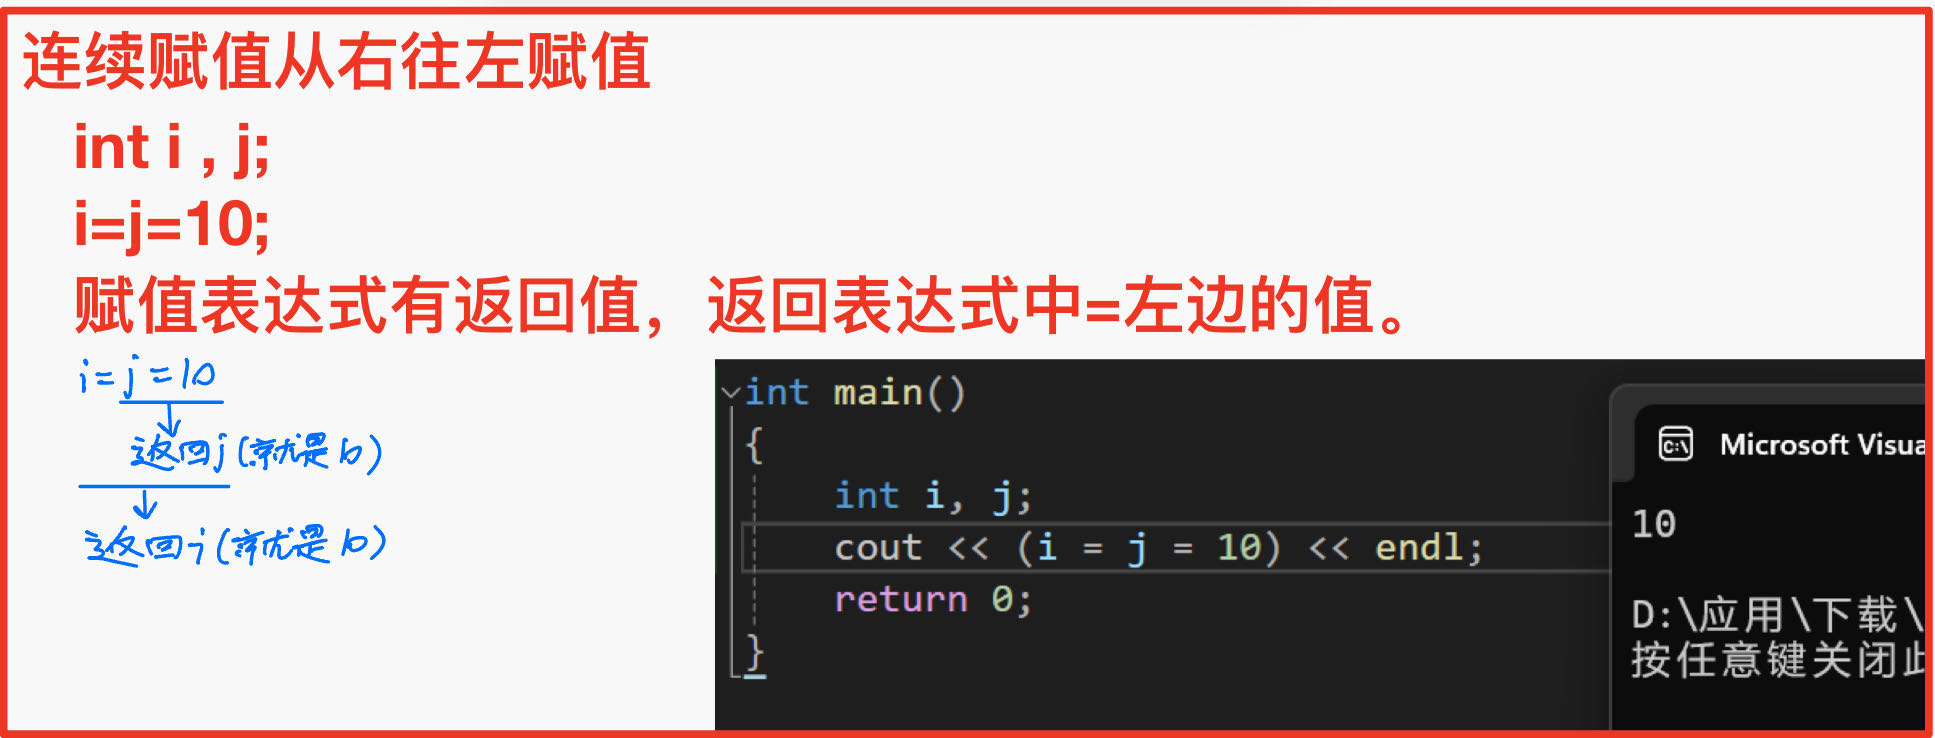 连续赋值从右往左赋值
int i , j;
i=j=10;
赋值表达式有返回值，返回表达式中=左边的值。
i=j=10
返回j(就是10)
返回i(就是10)
int main()
{
int i, j;
cout << (i = j = 10) << endl;
return 0;
}
Microsoft Visua
10
D:\应用\下载\
按任意键关闭此